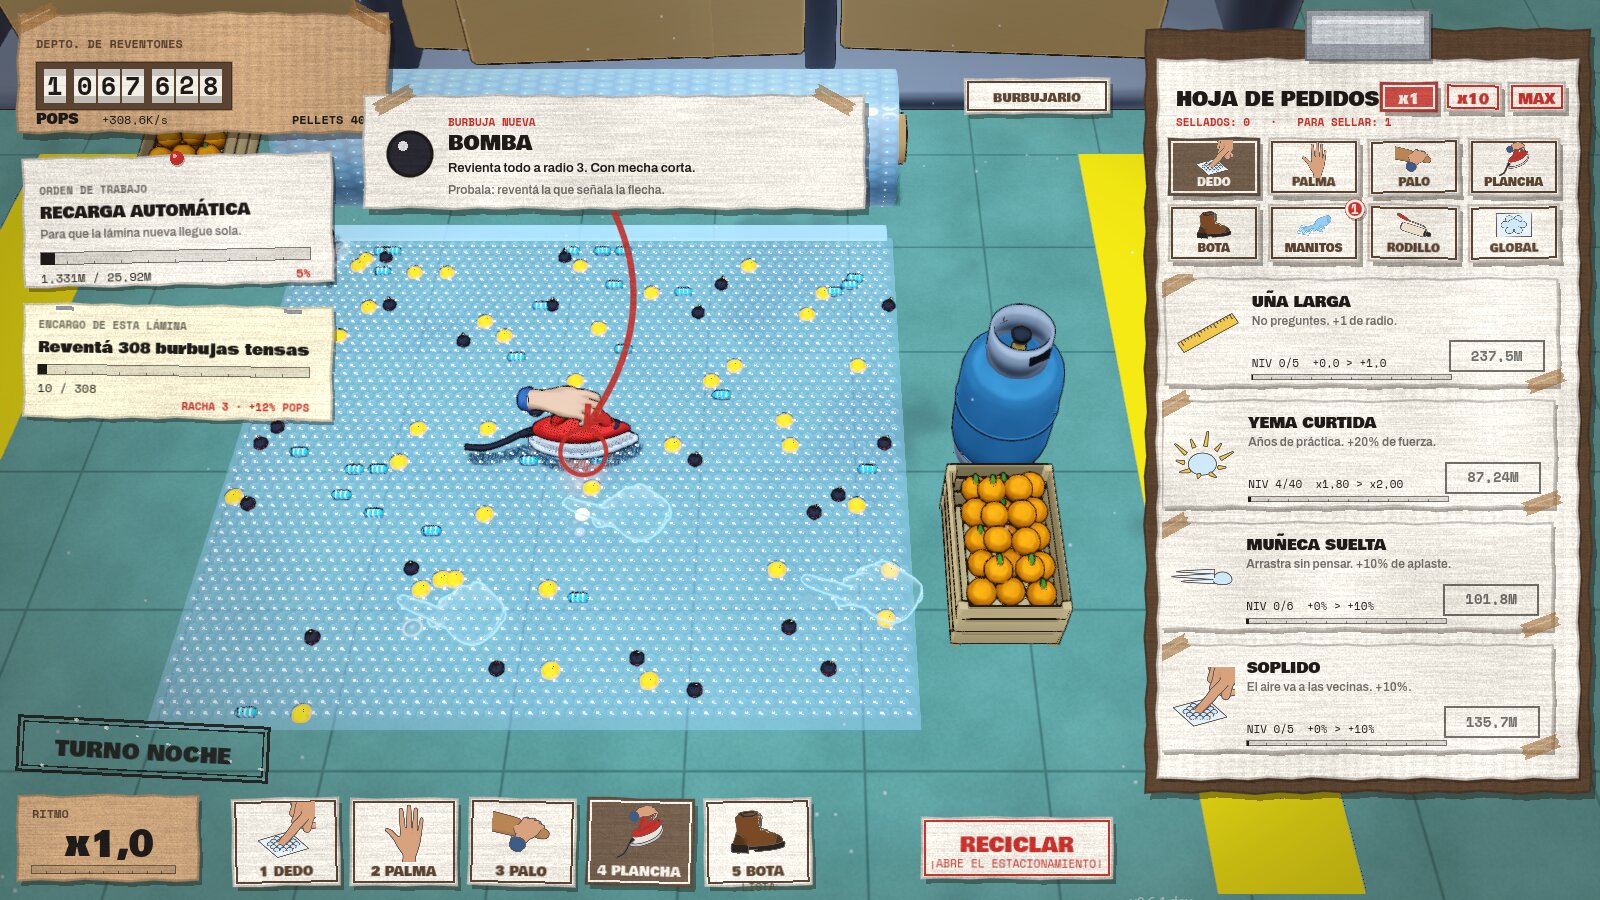 DEPTO. DE REVENTONES
1 067 628
POPS +308.6K/s PELLETS 40
ORDEN DE TRABAJO
RECARGA AUTOMÁTICA
Para que la lámina nueva llegue sola.
1.331M / 25.92M 5%
ENCARGO DE ESTA LÁMINA
Reventá 308 burbujas tensas
10 / 308
RACHA 3 · +12% POPS
BURBUJA NUEVA
BOMBA
Revienta todo a radio 3. Con mecha corta.
Probala: reventá la que señala la flecha.
BURBUJARIO
HOJA DE PEDIDOS x1 x10 MAX
SELLADOS: 0 · PARA SELLAR: 1
DEDO PALMA PALO PLANCHA
1
BOTA MANITOS RODILLO GLOBAL
UÑA LARGA
No preguntes. +1 de radio.
NIV 0/5 +0,0 > +1,0 237,5M
YEMA CURTIDA
Años de práctica. +20% de fuerza.
NIV 4/40 x1,80 > x2,00 87,24M
MUÑECA SUELTA
Arrastra sin pensar. +10% de aplaste.
NIV 0/6 +0% > +10% 101.8M
SOPLIDO
El aire va a las vecinas. +10%.
NIV 0/5 +0% > +10% 135,7M
TURNO NOCHE
RITMO
x1,0
1 DEDO 2 PALMA 3 PALO 4 PLANCHA 5 BOTA
LISTA
RECICLAR
¡ABRE EL ESTACIONAMIENTO!